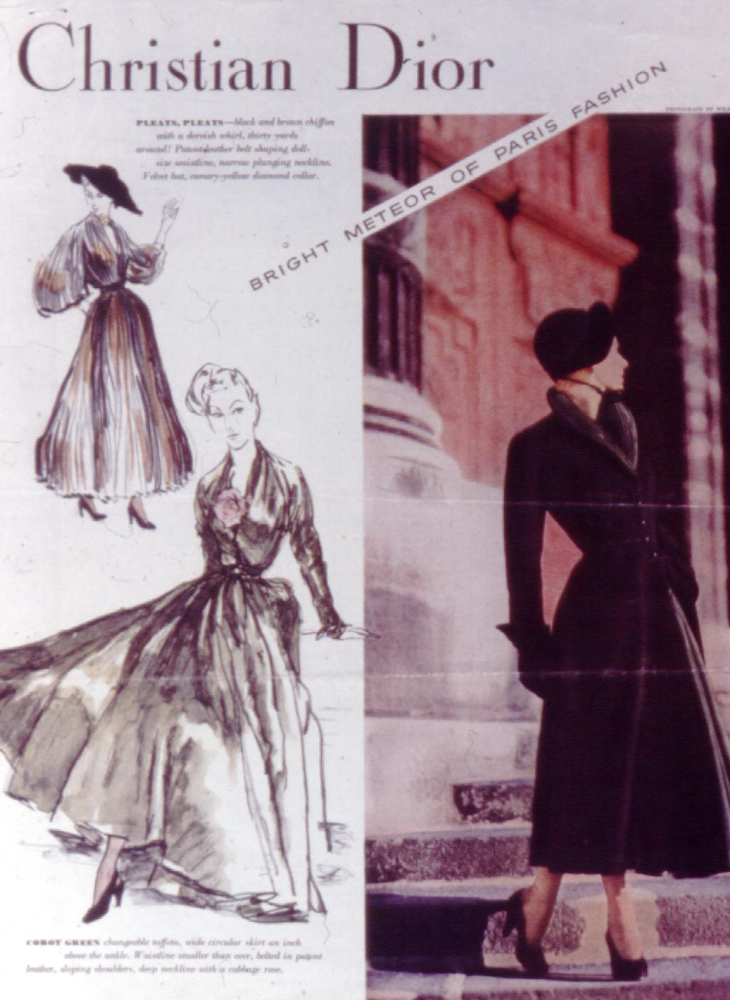 Christian Dior
BRIGHT METEOR OF PARIS FASHION
PHOTOGRAPH BY
PLEATS, PLEATS—black and brown chiffon
with a dervish whirl, thirty yards
around! Patent-leather belt shaping doll-
size waistline, narrow plunging neckline.
Velvet hat, canary-yellow diamond collar.
COROT GREEN changeable taffeta, wide circular skirt an inch
above the ankle. Waistline smaller than ever, belted in patent
leather, sloping shoulders, deep neckline with a cabbage rose.